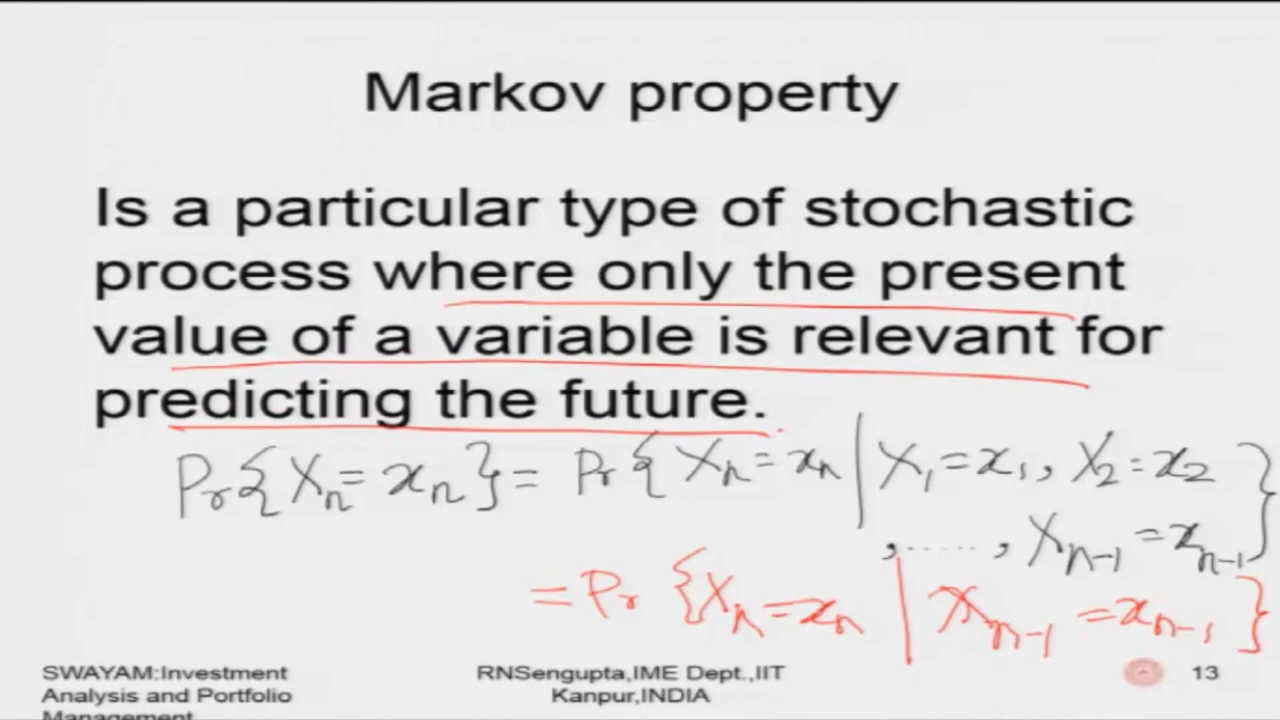 Markov property
Is a particular type of stochastic
process where only the present
value of a variable is relevant for
predicting the future.
Pr{Xn = xn} = Pr{Xn = xn | X1 = x1, X2 = x2
, ......, Xn-1 = xn-1}
= Pr {Xn = xn | Xn-1 = xn-1}
SWAYAM:Investment
Analysis and Portfolio
Management
RNSengupta,IME Dept.,IIT
Kanpur,INDIA
13